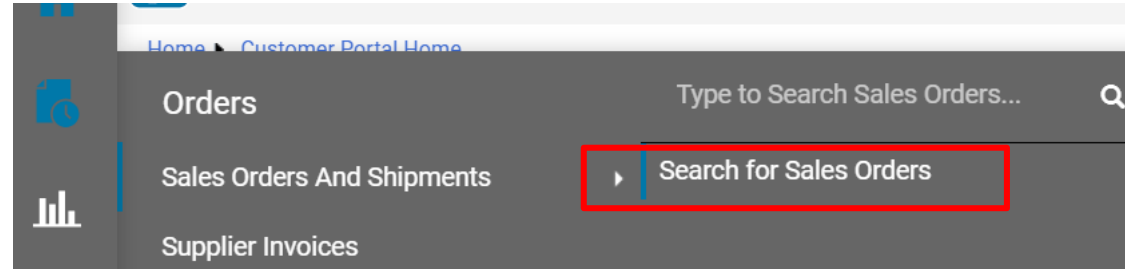 Home ▸ Customer Portal Home
Orders
Type to Search Sales Orders...
Sales Orders And Shipments
Search for Sales Orders
Supplier Invoices